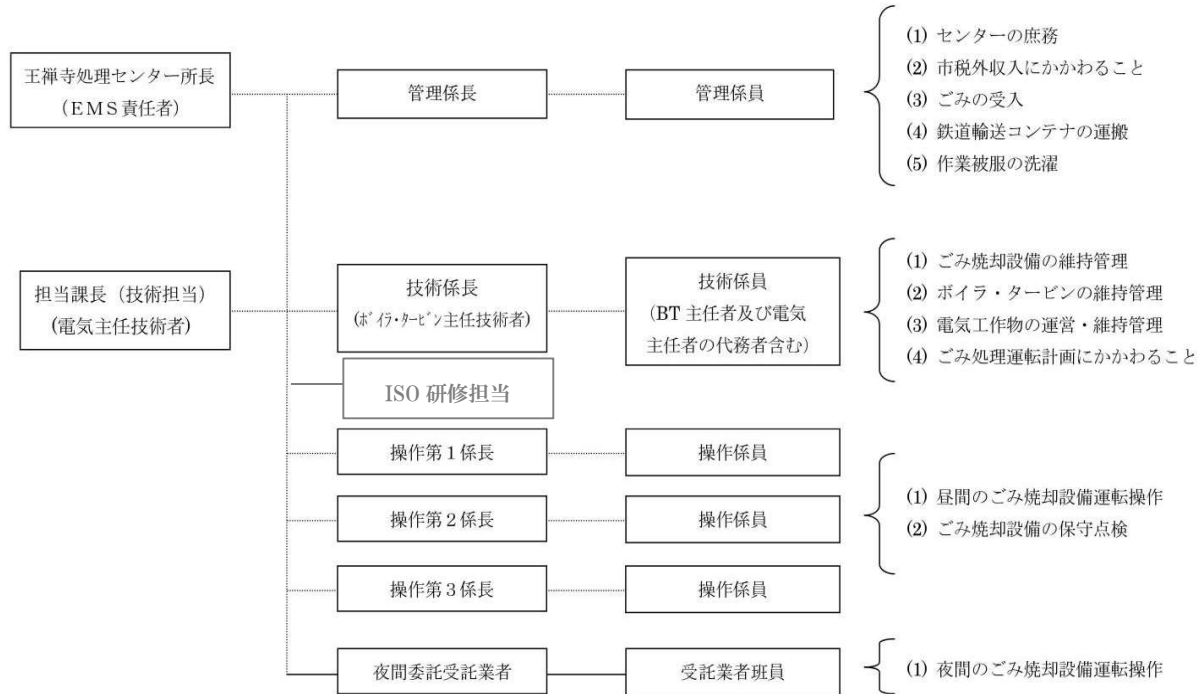 王禅寺処理センター所長
（ＥＭＳ責任者）
管理係長
管理係員
(1) センターの庶務
(2) 市税外収入にかかわること
(3) ごみの受入
(4) 鉄道輸送コンテナの運搬
(5) 作業被服の洗濯
担当課長（技術担当）
(電気主任技術者)
技術係長
(ﾎﾞｲﾗ・ﾀｰﾋﾞﾝ主任技術者)
技術係員
（BT 主任者及び電気
主任者の代務者含む）
(1) ごみ焼却設備の維持管理
(2) ボイラ・タービンの維持管理
(3) 電気工作物の運営・維持管理
(4) ごみ処理運転計画にかかわること
ISO 研修担当
操作第１係長
操作係員
操作第２係長
操作係員
(1) 昼間のごみ焼却設備運転操作
(2) ごみ焼却設備の保守点検
操作第３係長
操作係員
夜間委託受託業者
受託業者班員
(1) 夜間のごみ焼却設備運転操作